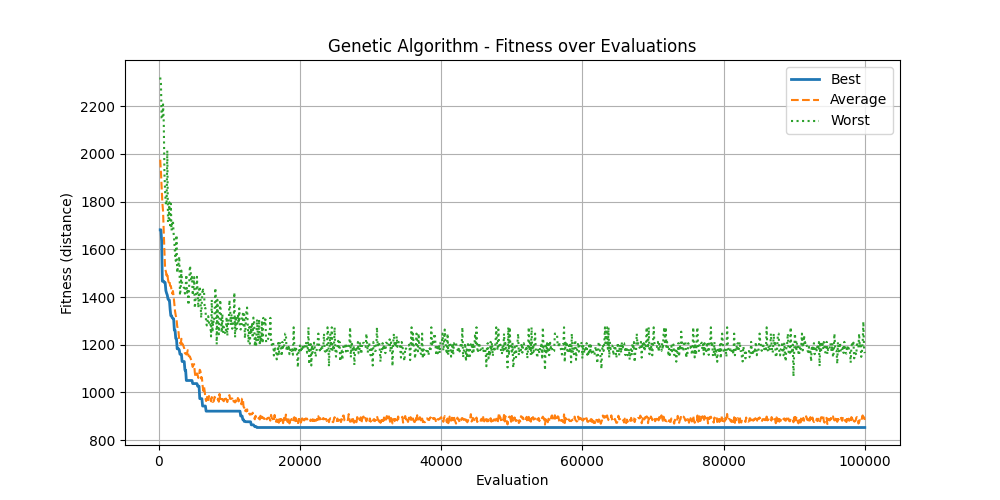 Genetic Algorithm - Fitness over Evaluations
Best
Average
Worst
Fitness (distance)
2200
2000
1800
1600
1400
1200
1000
800
0
20000
40000
60000
80000
100000
Evaluation